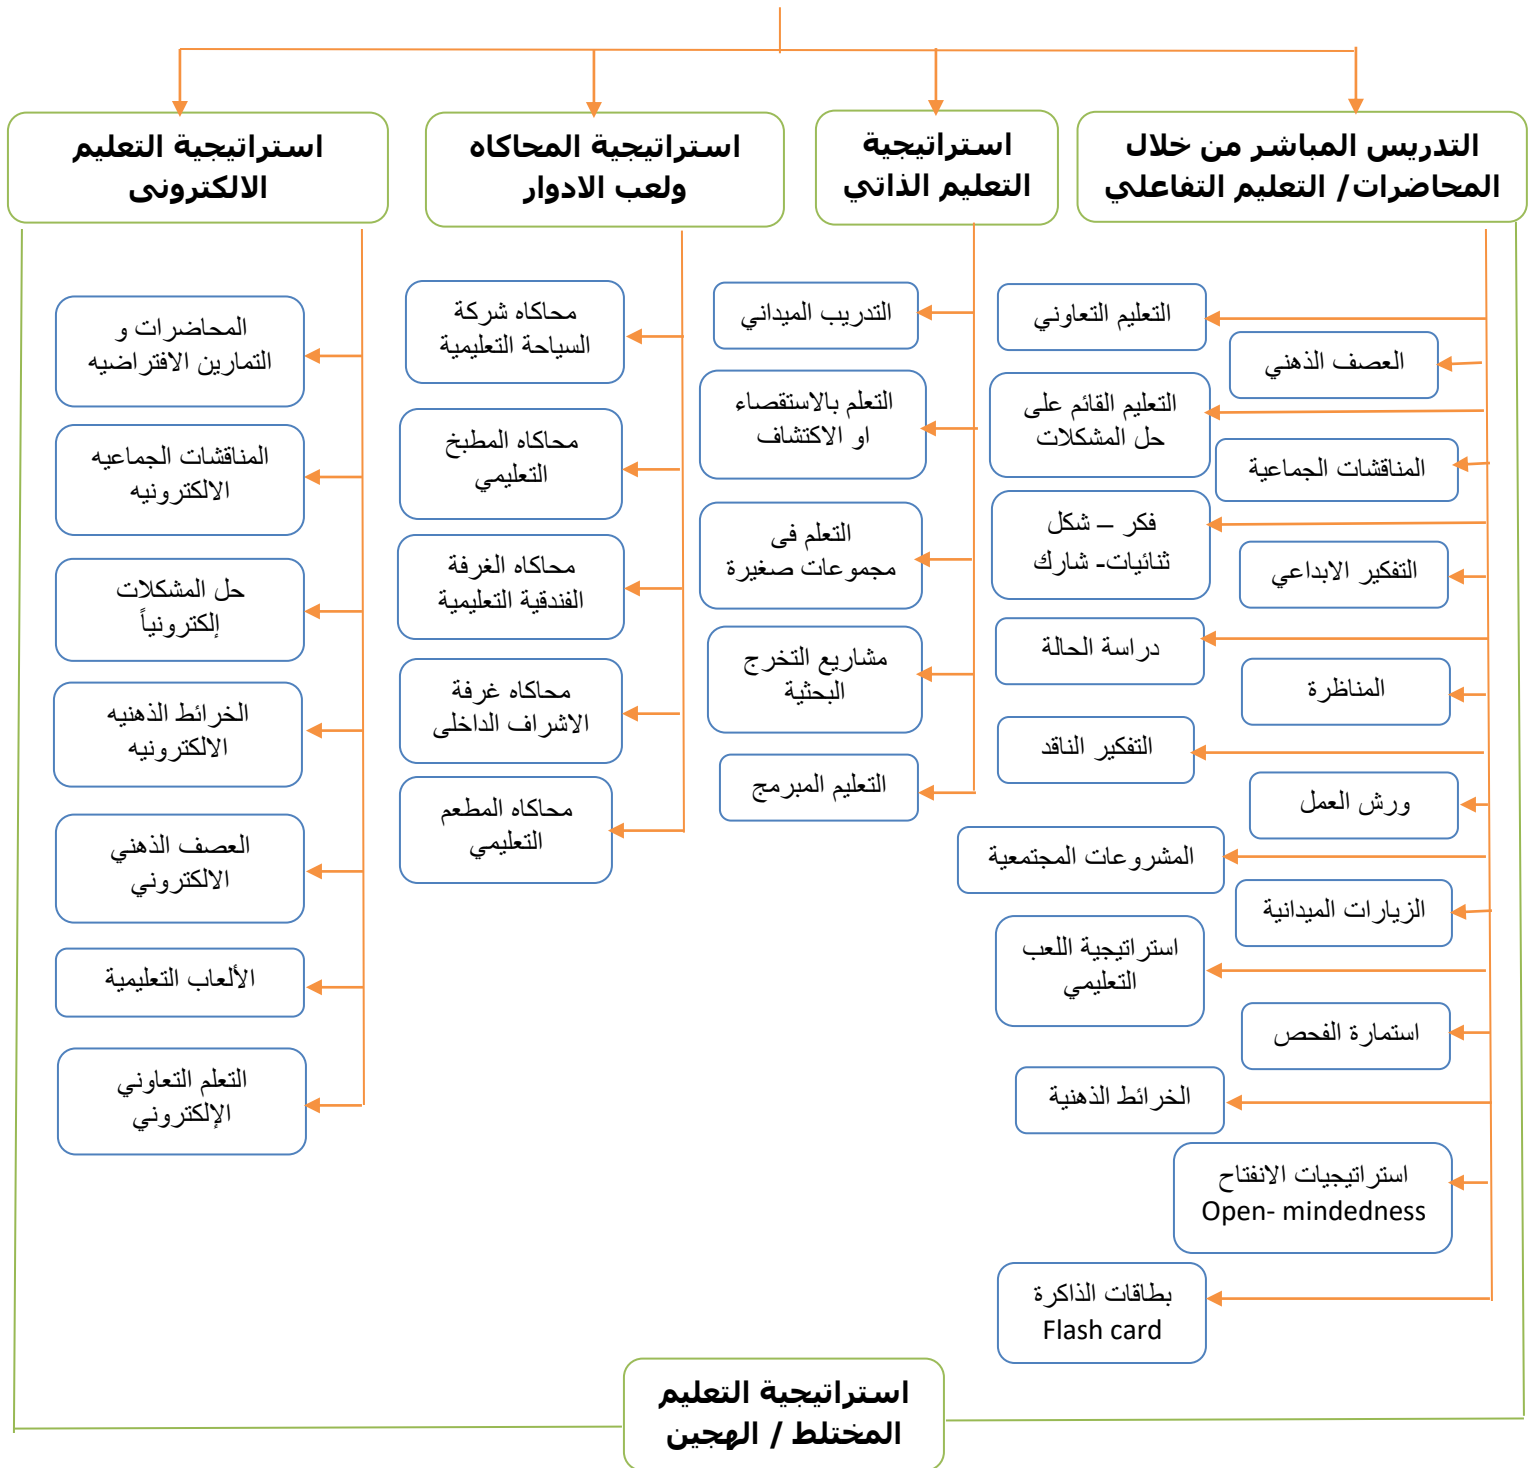 التدريس المباشر من خلال
المحاضرات/ التعليم التفاعلي
استراتيجية
التعليم الذاتي
استراتيجية المحاكاه
ولعب الادوار
استراتيجية التعليم
الالكترونى
التعليم التعاوني
العصف الذهني
التعليم القائم على
حل المشكلات
المناقشات الجماعية
فكر – شكل
ثنائيات- شارك
التفكير الابداعي
دراسة الحالة
المناظرة
التفكير الناقد
ورش العمل
المشروعات المجتمعية
الزيارات الميدانية
استراتيجية اللعب
التعليمي
استمارة الفحص
الخرائط الذهنية
استراتيجيات الانفتاح
Open- mindedness
بطاقات الذاكرة
Flash card
التدريب الميداني
التعلم بالاستقصاء
او الاكتشاف
التعلم فى
مجموعات صغيرة
مشاريع التخرج
البحثية
التعليم المبرمج
محاكاه شركة
السياحة التعليمية
محاكاه المطبخ
التعليمي
محاكاه الغرفة
الفندقية التعليمية
محاكاه غرفة
الاشراف الداخلى
محاكاه المطعم
التعليمي
المحاضرات و
التمارين الافتراضيه
المناقشات الجماعيه
الالكترونيه
حل المشكلات
إلكترونياً
الخرائط الذهنيه
الالكترونيه
العصف الذهني
الالكتروني
الألعاب التعليمية
التعلم التعاوني
الإلكتروني
استراتيجية التعليم
المختلط / الهجين